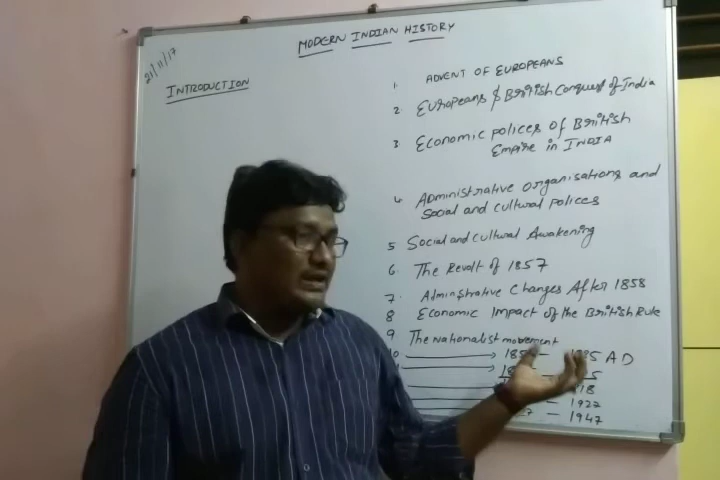 21/11/17
MODERN INDIAN HISTORY
INTRODUCTION
1. ADVENT OF EUROPEANS
2. Europeans & British Conquest of India
3 Economic polices of British
Empire in INDIA
4. Administrative organisations and
Social and cultural polices
5 Social and Cultural Awakening
6. The Revolt of 1857
7. Adminstrative Changes After 1858
8 Economic Impact of the British Rule
9 The Nationalist movement
— AD
— 1922
— 1947